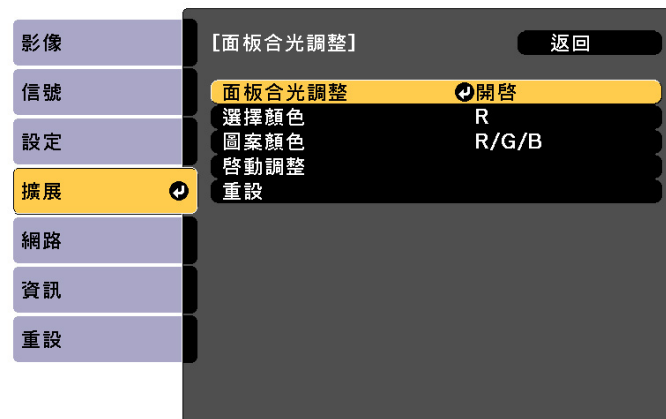 影像
信號
設定
擴展
網路
資訊
重設
[面板合光調整] 返回
面板合光調整 開啓
選擇顏色 R
圖案顏色 R/G/B
啓動調整
重設